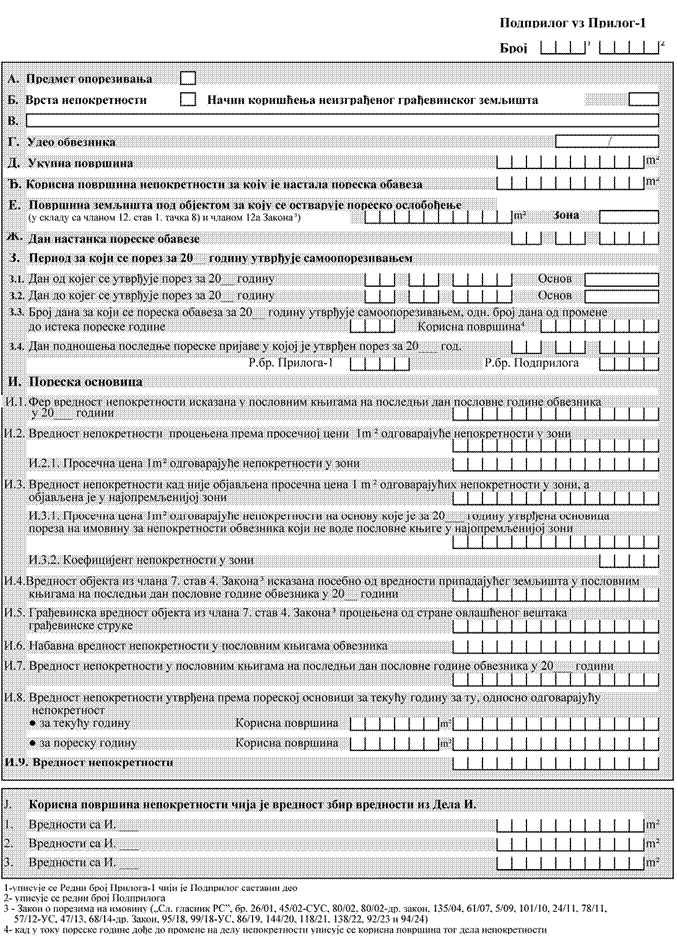 Подприлог уз Прилог-1
Број 1 2
А. Предмет опорезивања
Б. Врста непокретности Начин коришћења неизграђеног грађевинског земљишта
В.
Г. Удео обвезника /
Д. Укупна површина m²
Ђ. Корисна површина непокретности за коју је настала пореска обавеза m²
Е. Површина земљишта под објектом за коју се остварује пореско ослобођење
(у складу са чланом 12. став 1. тачка 8) и чланом 12а Закона³) m² Зона
Ж. Дан настанка пореске обавезе
З. Период за који се порез за 20__ годину утврђује самоопорезивањем
3.1. Дан од којег се утврђује порез за 20__ годину Основ
3.2. Дан до којег се утврђује порез за 20__ годину Основ
3.3. Број дана за који се пореска обавеза за 20__ годину утврђује самоопорезивањем, одн. број дана од промене
до истека пореске године Корисна површина⁴
3.4. Дан подношења последње пореске пријаве у којој је утврђен порез за 20___ год.
Р.бр. Прилога-1 Р.бр. Подприлога
И. Пореска основица
И.1. Фер вредност непокретности исказана у пословним књигама на последњи дан пословне године обвезника
у 20___ години
И.2. Вредност непокретности процењена према просечној цени 1m² одговарајуће непокретности у зони
И.2.1. Просечна цена 1m² одговарајуће непокретности у зони
И.3. Вредност непокретности кад није објављена просечна цена 1 m² одговарајућих непокретности у зони, а
објављена је у најопремљенијој зони
И.3.1. Просечна цена 1m² одговарајуће непокретности на основу које је за 20___ годину утврђена основица
пореза на имовину за непокретности обвезника који не воде пословне књиге у најопремљенијој зони
И.3.2. Коефицијент непокретности у зони
И.4.Вредност објекта из члана 7. став 4. Закона³ исказана посебно од вредности припадајућег земљишта у пословним
књигама на последњи дан пословне године обвезника у 20__ години
И.5. Грађевинска вредност објекта из члана 7. став 4. Закона³ процењена од стране овлашћеног вештака
грађевинске струке
И.6. Набавна вредност непокретности у пословним књигама обвезника
И.7. Вредност непокретности у пословним књигама на последњи дан пословне године обвезника у 20___ години
И.8. Вредност непокретности утврђена према пореској основици за текућу годину за ту, односно одговарајућу
непокретност
● за текућу годину Корисна површина m²
● за пореску годину Корисна површина m²
И.9. Вредност непокретности
Ј. Корисна површина непокретности чија је вредност збир вредности из Дела И.
1. Вредности са И. ___ m²
2. Вредности са И. ___ m²
3. Вредности са И. ___ m²
1-уписује се Редни број Прилога-1 чији је Подприлог саставни део
2- уписује се редни број Подприлога
3 - Закон о порезима на имовину („Сл. гласник РС”, бр. 26/01, 45/02-СУС, 80/02, 80/02-др. закон, 135/04, 61/07, 5/09, 101/10, 24/11, 78/11,
57/12-УС, 47/13, 68/14-др. Закон, 95/18, 99/18-УС, 86/19, 144/20, 118/21, 138/22, 92/23 и 94/24)
4- кад у току пореске године дође до промене на делу непокретности уписује се корисна површина тог дела непокретности